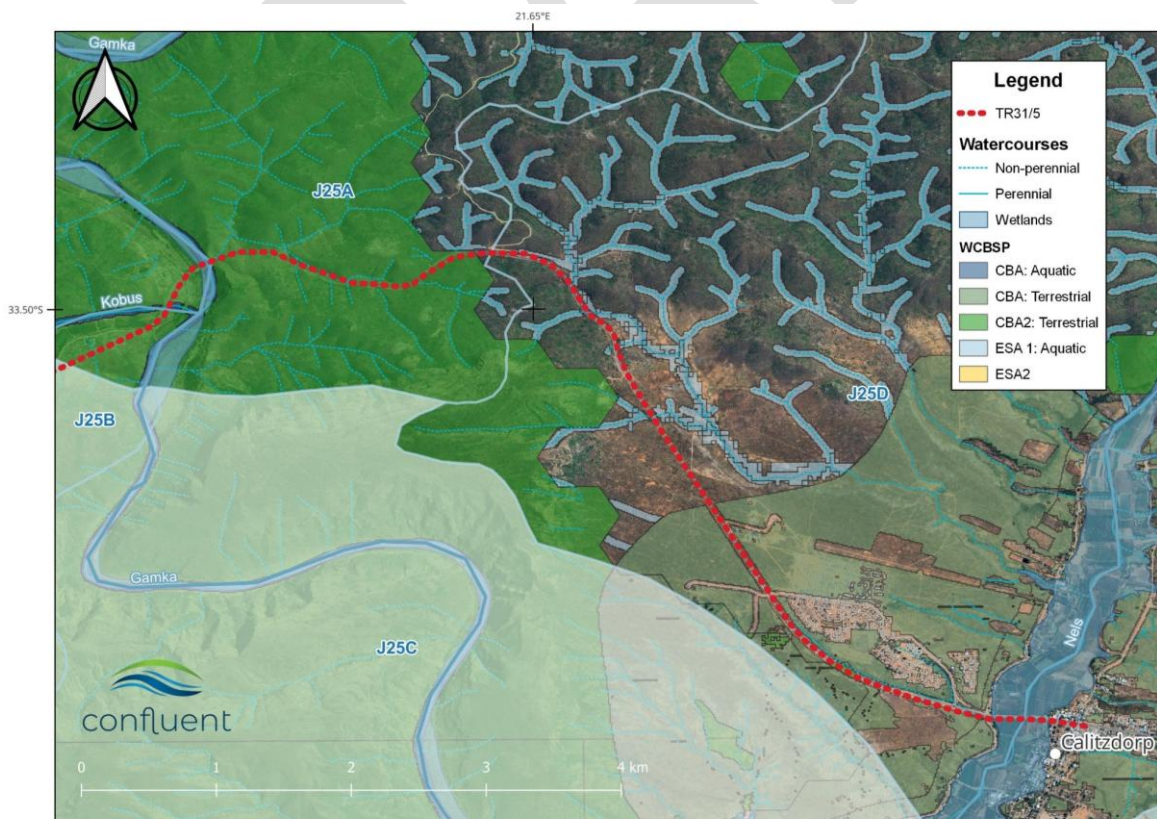 21.65°E
Gamka
J25A
Kobus
33.50°S
J25B
J25D
Gamka
J25C
Nels
Calitzdorp
confluent
0 1 2 3 4 km
Legend
TR31/5
Watercourses
Non-perennial
Perennial
Wetlands
WCBSP
CBA: Aquatic
CBA: Terrestrial
CBA2: Terrestrial
ESA 1: Aquatic
ESA2